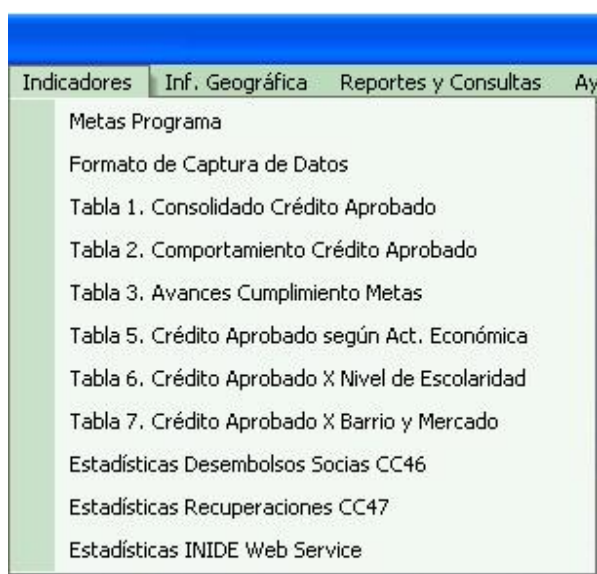 Indicadores Inf. Geográfica Reportes y Consultas Ay
Metas Programa
Formato de Captura de Datos
Tabla 1. Consolidado Crédito Aprobado
Tabla 2. Comportamiento Crédito Aprobado
Tabla 3. Avances Cumplimiento Metas
Tabla 5. Crédito Aprobado según Act. Económica
Tabla 6. Crédito Aprobado X Nivel de Escolaridad
Tabla 7. Crédito Aprobado X Barrio y Mercado
Estadísticas Desembolsos Socias CC46
Estadísticas Recuperaciones CC47
Estadísticas INIDE Web Service